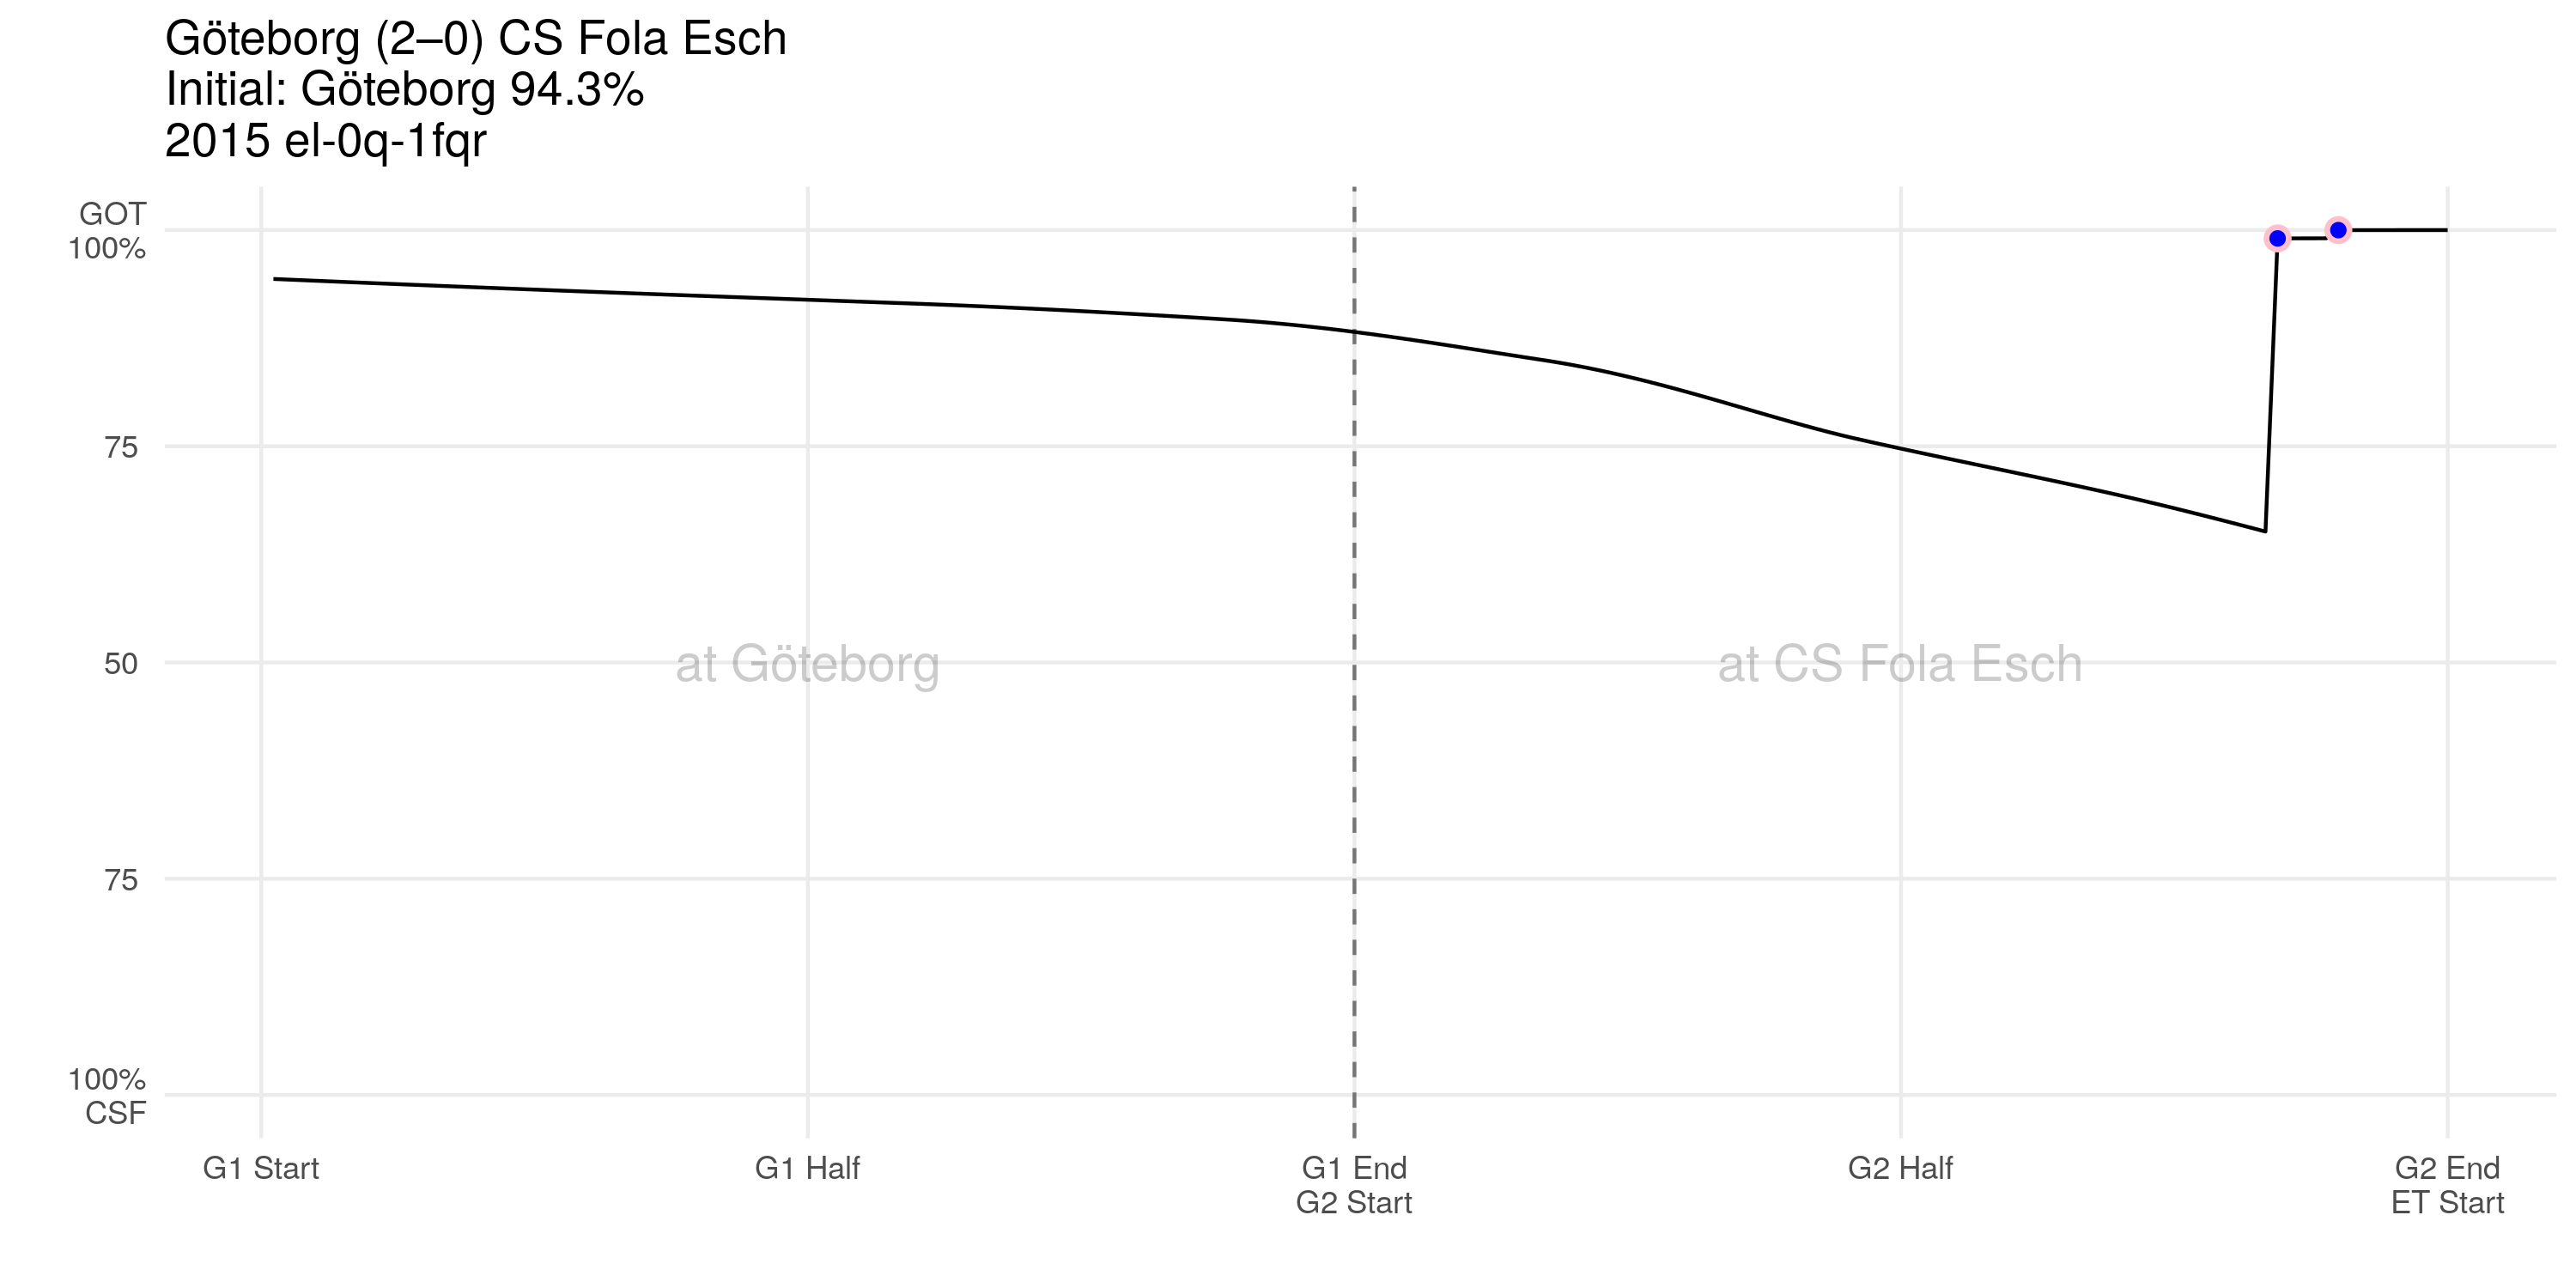 Göteborg (2–0) CS Fola Esch
Initial: Göteborg 94.3%
2015 el-0q-1fqr
GOT
100%
75
50
75
100%
CSF
at Göteborg
at CS Fola Esch
G1 Start
G1 Half
G1 End
G2 Start
G2 Half
G2 End
ET Start